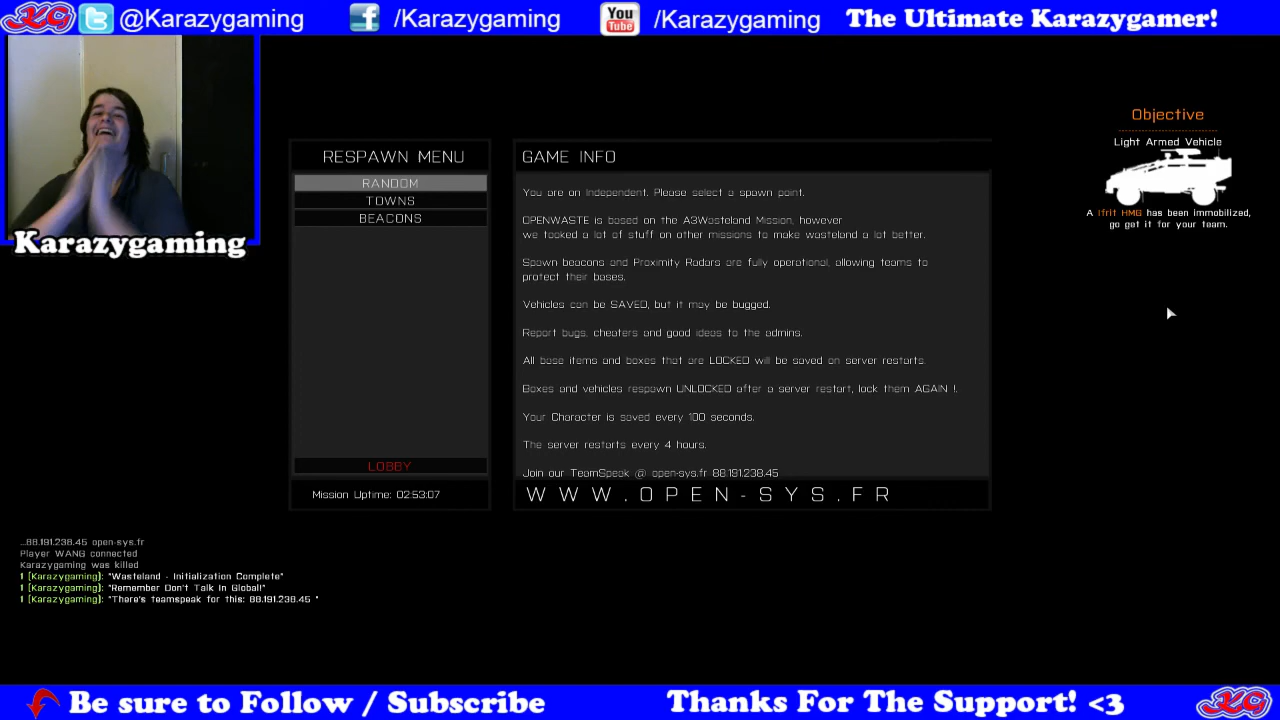 KG @Karazygaming /Karazygaming You Tube /Karazygaming The Ultimate Karazygamer!
Karazygaming
RESPAWN MENU
RANDOM
TOWNS
BEACONS
LOBBY
Mission Uptime: 02:53:07
GAME INFO
You are on Independent. Please select a spawn point.
OPENWASTE is based on the A3Wasteland Mission, however
we tooked a lot of stuff on other missions to make wasteland a lot better.
Spawn beacons and Proximity Radars are fully operational, allowing teams to
protect their bases.
Vehicles can be SAVED, but it may be bugged.
Report bugs, cheaters and good ideas to the admins.
All base items and boxes that are LOCKED will be saved on server restarts.
Boxes and vehicles respawn UNLOCKED after a server restart, lock them AGAIN !.
Your Character is saved every 100 seconds.
The server restarts every 4 hours.
Join our TeamSpeak @ open-sys.fr 88.191.238.45
WWW.OPEN-SYS.FR
Objective
Light Armed Vehicle
A Ifrit HMG has been immobilized,
go get it for your team.
...88.191.238.45 open-sys.fr
Player WANG connected
Karazygaming was killed
1 (Karazygaming): "Wasteland - Initialization Complete"
1 (Karazygaming): "Remember Don't Talk In Global!"
1 (Karazygaming): "There's teamspeak for this: 88.191.238.45 "
Be sure to Follow / Subscribe Thanks For The Support! <3 KG